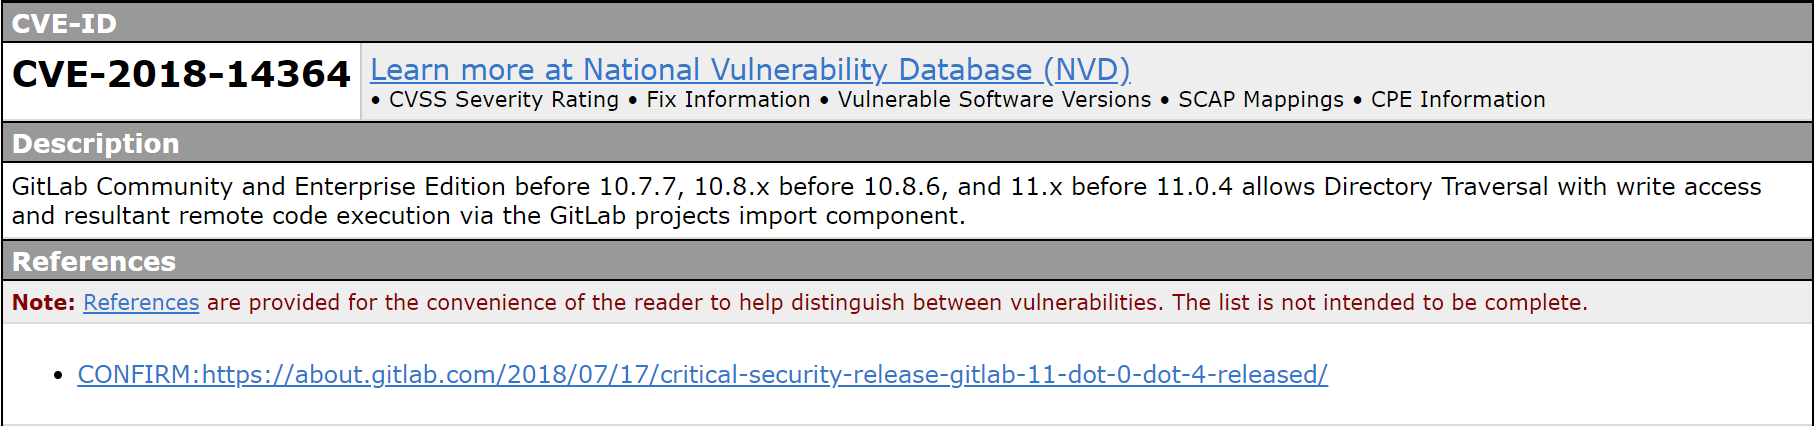 CVE-ID
CVE-2018-14364
Learn more at National Vulnerability Database (NVD)
• CVSS Severity Rating • Fix Information • Vulnerable Software Versions • SCAP Mappings • CPE Information
Description
GitLab Community and Enterprise Edition before 10.7.7, 10.8.x before 10.8.6, and 11.x before 11.0.4 allows Directory Traversal with write access
and resultant remote code execution via the GitLab projects import component.
References
Note: References are provided for the convenience of the reader to help distinguish between vulnerabilities. The list is not intended to be complete.
• CONFIRM:https://about.gitlab.com/2018/07/17/critical-security-release-gitlab-11-dot-0-dot-4-released/